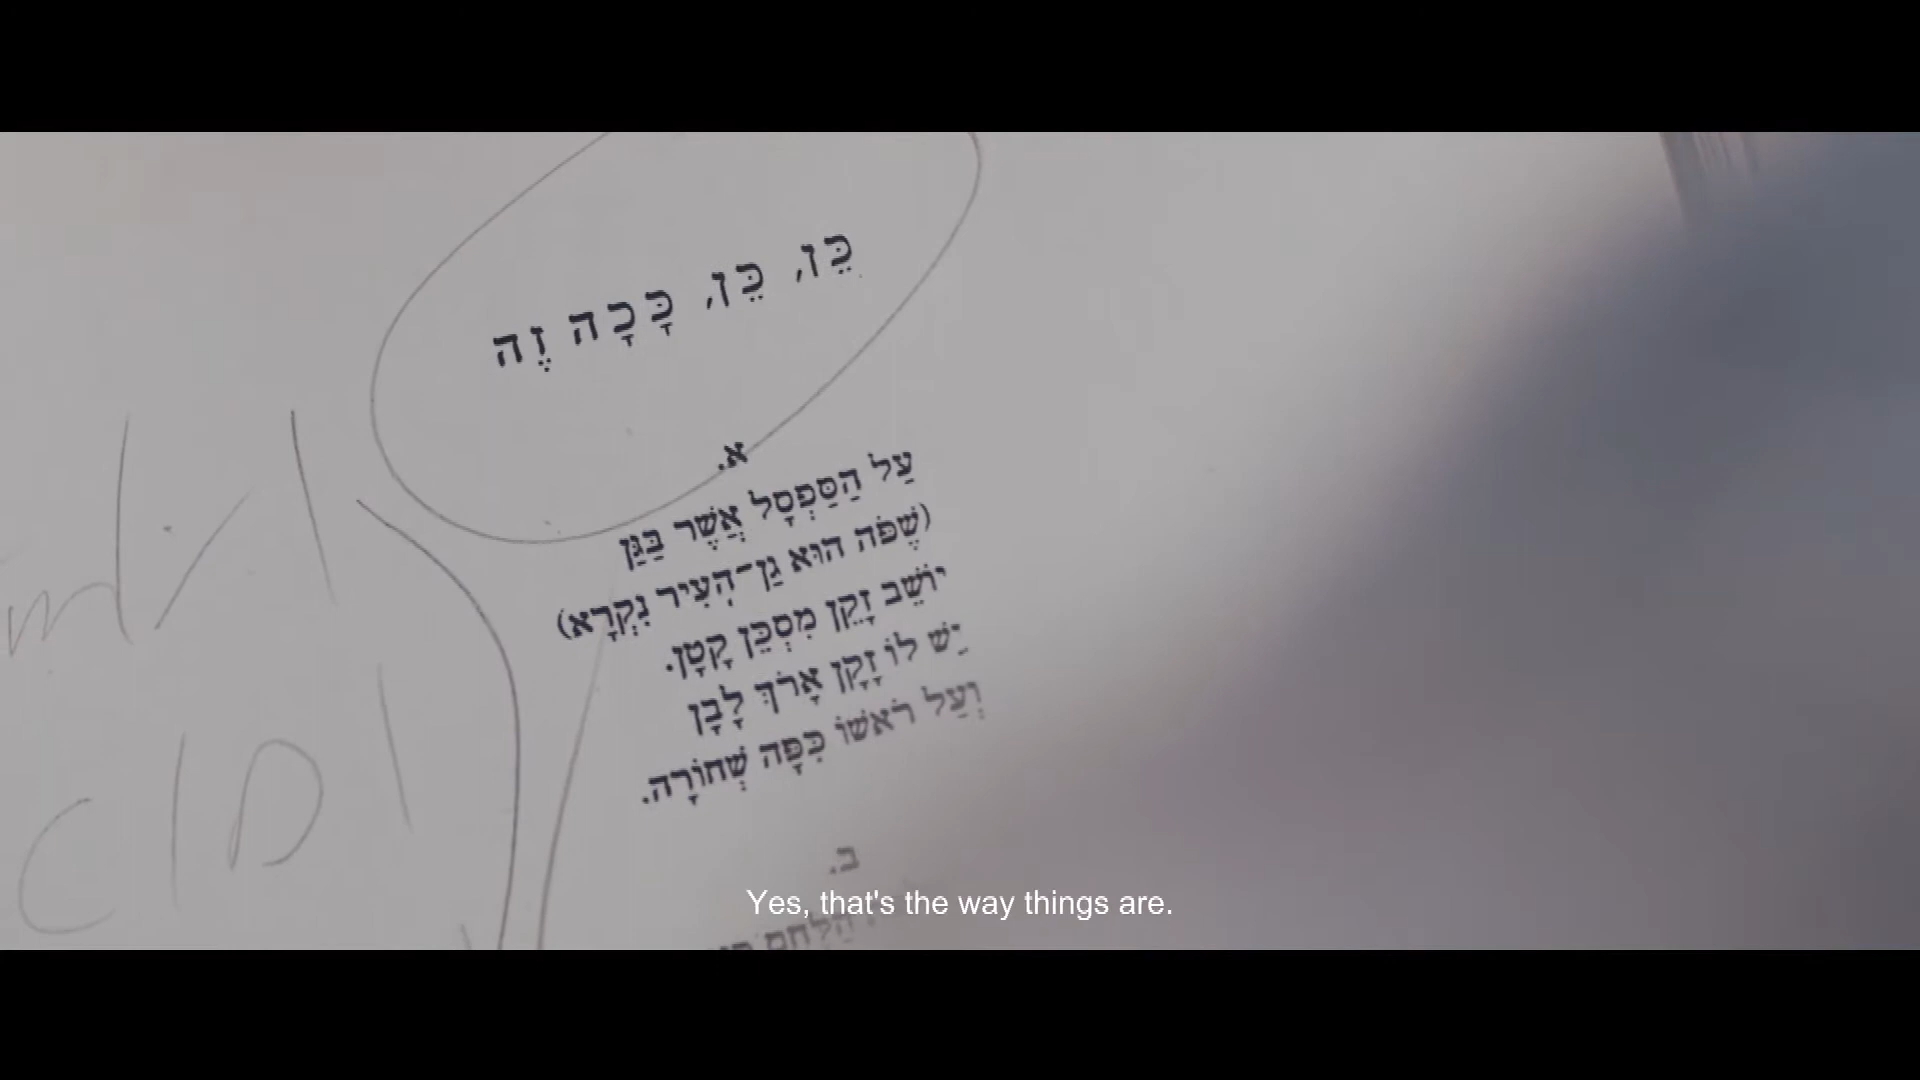 כֵּן, כֵּן, כָּכָה זֶה
א.
עַל הַסַּפְסָל אֲשֶׁר בַּגַּן
(שֶׁפֹּה הוּא גַּן־הָעִיר נִקְרָא)
יוֹשֵׁב זָקֵן מִסְכֵּן קָטָן.
יֵשׁ לוֹ זָקָן אָרֹךְ לָבָן
וְעַל רֹאשׁוֹ כִּפָּה שְׁחוֹרָה.
ב.
Yes, that's the way things are.